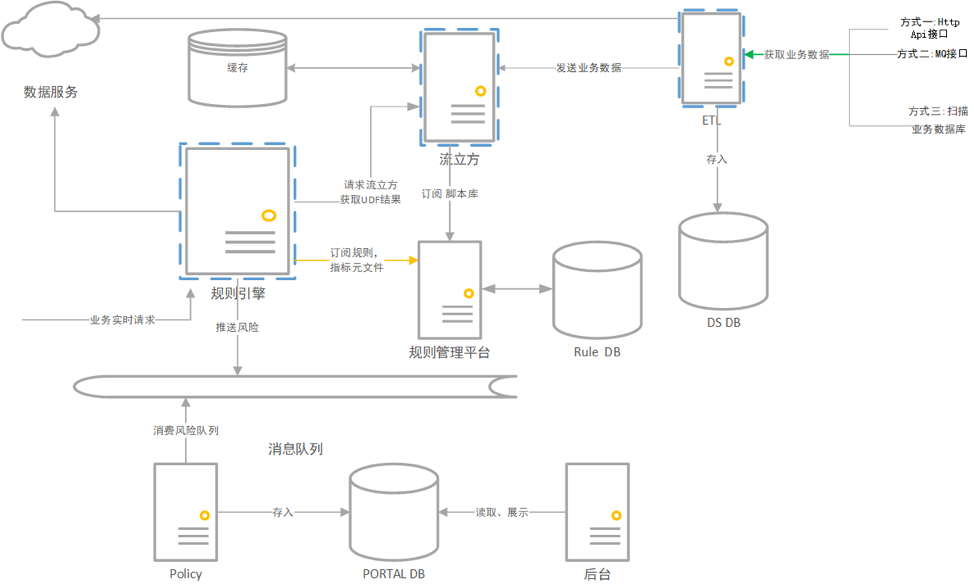 方式一:Http
Api接口
缓存
发送业务数据
获取业务数据
方式二:MQ接口
数据服务
方式三:扫描
业务数据库
ETL
流立方
存入
请求流立方
获取UDF结果
订阅 脚本库
订阅规则，
指标元文件
规则引擎
业务实时请求
推送风险
规则管理平台
Rule DB
DS DB
消费风险队列
消息队列
存入
读取、展示
Policy
PORTAL DB
后台